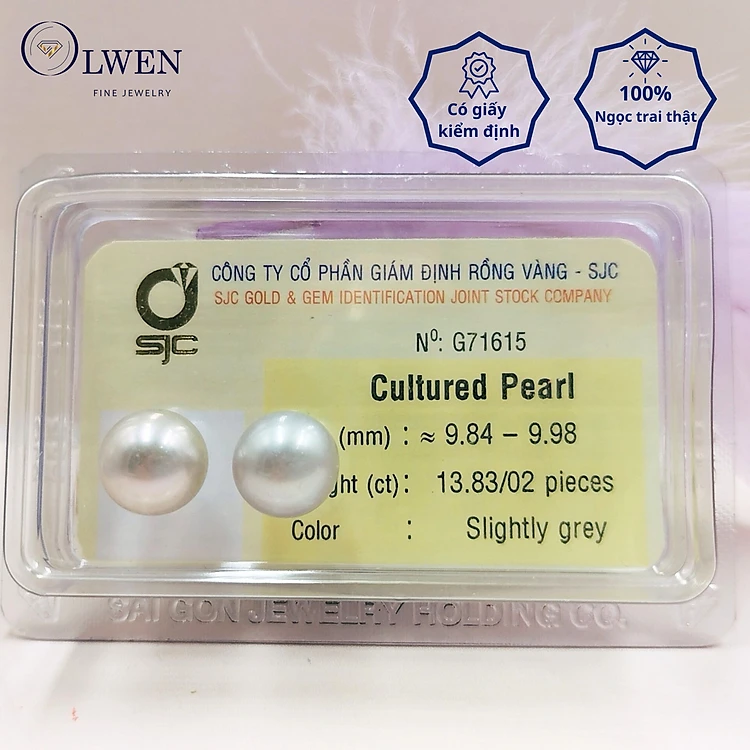 OLWEN
FINE JEWELRY
Có giấy
kiểm định
100%
Ngọc trai thật
CÔNG TY CỔ PHẦN GIÁM ĐỊNH RỒNG VÀNG - SJC
SJC GOLD & GEM IDENTIFICATION JOINT STOCK COMPANY
SJC
Nº: G71615
Cultured Pearl
(mm) : ≈ 9.84 – 9.98
ght (ct): 13.83/02 pieces
Color : Slightly grey
SAI GON JEWELRY HOLDING CO.